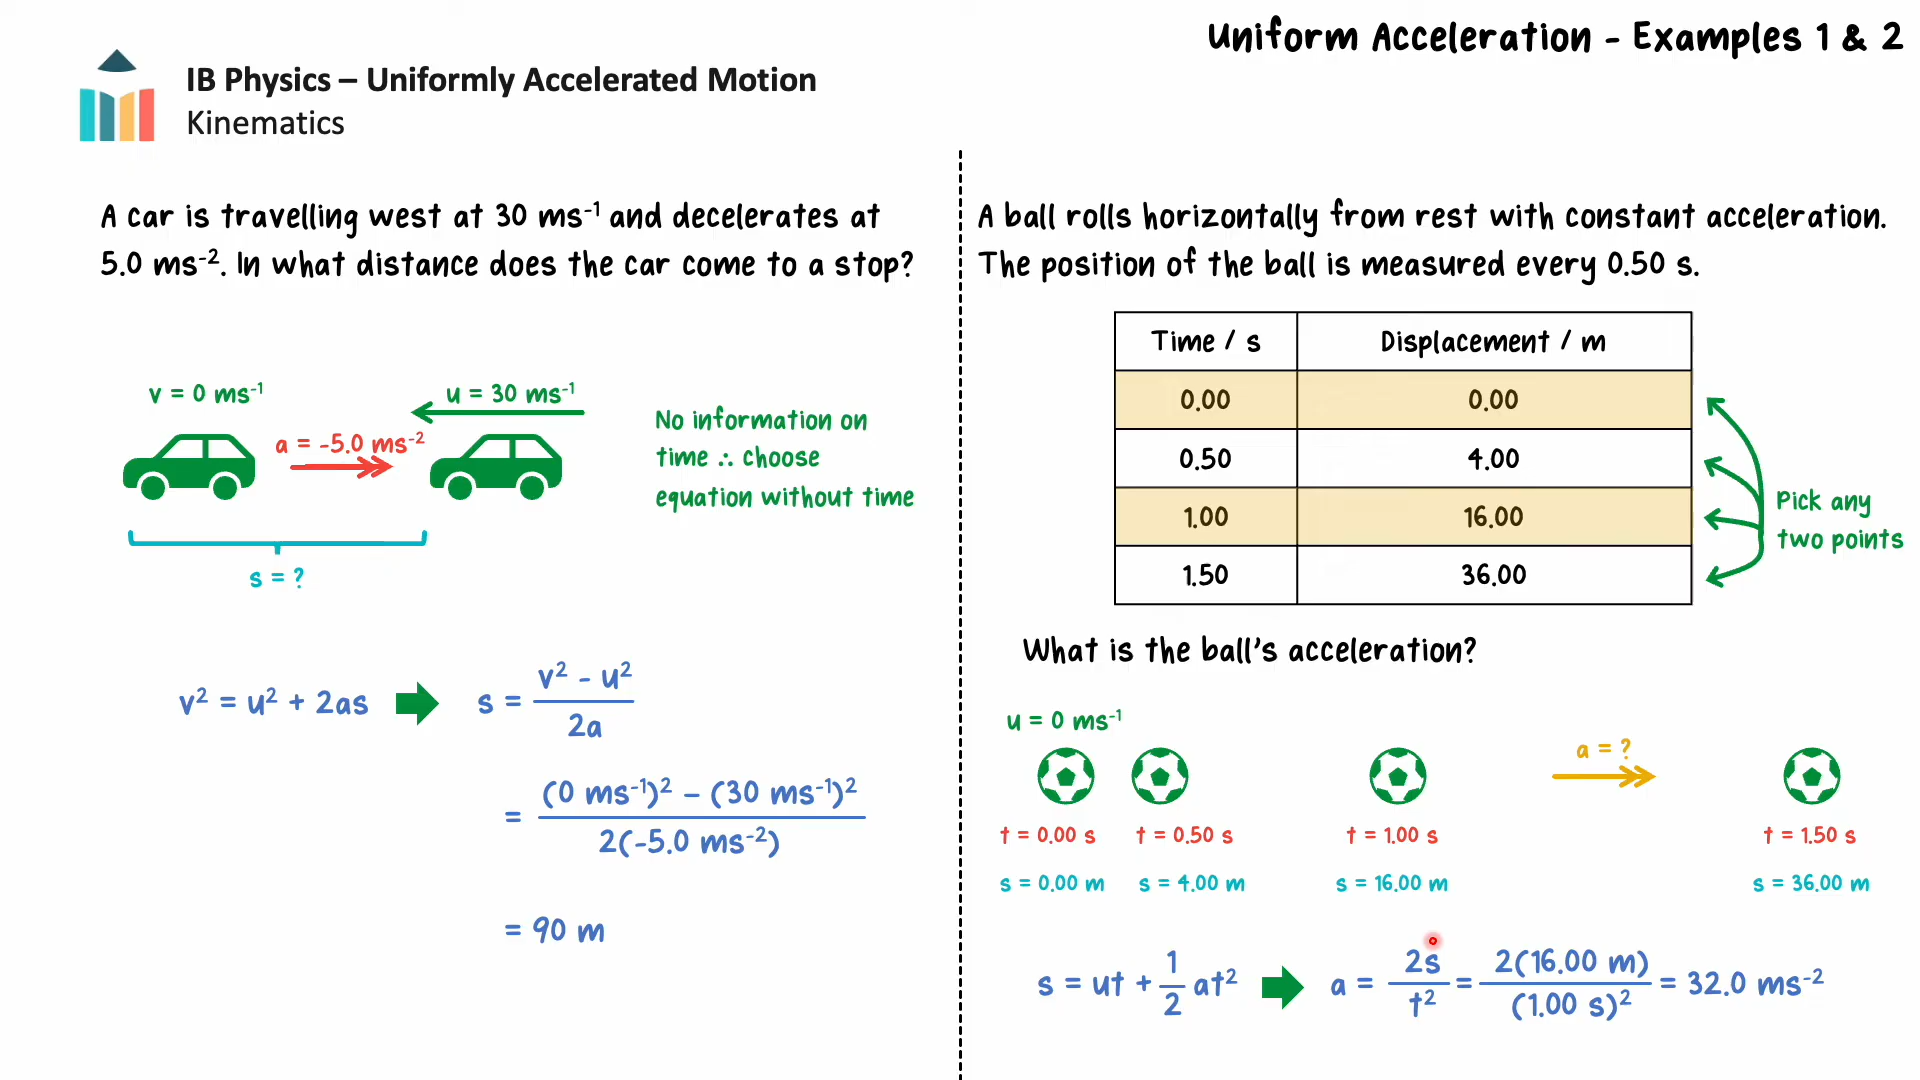 Uniform Acceleration - Examples 1 & 2
IB Physics – Uniformly Accelerated Motion
Kinematics
A car is travelling west at 30 ms⁻¹ and decelerates at
5.0 ms⁻². In what distance does the car come to a stop?
v = 0 ms⁻¹
u = 30 ms⁻¹
a = -5.0 ms⁻²
No information on
time ∴ choose
equation without time
s = ?
v² = u² + 2as
s = (v² - u²) / 2a
= ((0 ms⁻¹)² – (30 ms⁻¹)²) / 2(-5.0 ms⁻²)
= 90 m
A ball rolls horizontally from rest with constant acceleration.
The position of the ball is measured every 0.50 s.
Time / s Displacement / m
0.00 0.00
0.50 4.00
1.00 16.00
1.50 36.00
Pick any
two points
What is the ball's acceleration?
u = 0 ms⁻¹
a = ?
t = 0.00 s t = 0.50 s t = 1.00 s t = 1.50 s
s = 0.00 m s = 4.00 m s = 16.00 m s = 36.00 m
s = ut + 1/2 at² a = 2s/t² = 2(16.00 m)/(1.00 s)² = 32.0 ms⁻²